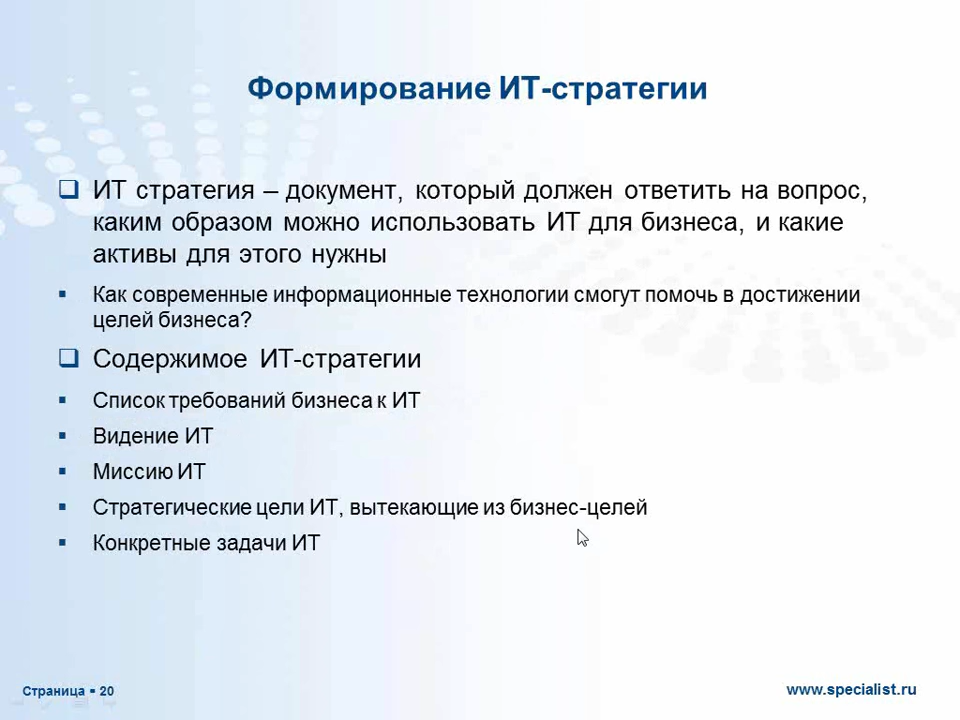 Формирование ИТ-стратегии
ИТ стратегия – документ, который должен ответить на вопрос,
каким образом можно использовать ИТ для бизнеса, и какие
активы для этого нужны
Как современные информационные технологии смогут помочь в достижении
целей бизнеса?
Содержимое ИТ-стратегии
Список требований бизнеса к ИТ
Видение ИТ
Миссию ИТ
Стратегические цели ИТ, вытекающие из бизнес-целей
Конкретные задачи ИТ
Страница ▪ 20
www.specialist.ru